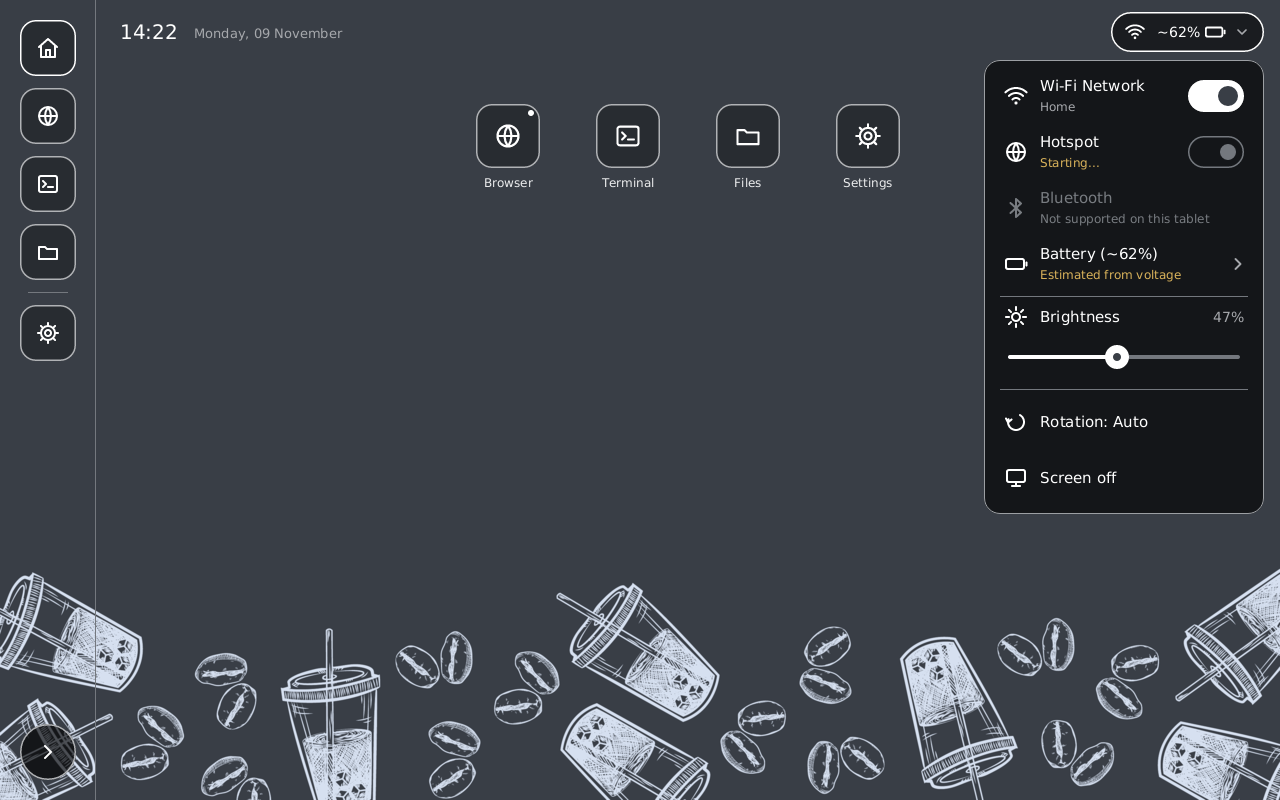 14:22 Monday, 09 November
~62%
Wi-Fi Network
Home
Hotspot
Starting...
Bluetooth
Not supported on this tablet
Battery (~62%)
Estimated from voltage
Brightness 47%
Rotation: Auto
Screen off
Browser Terminal Files Settings